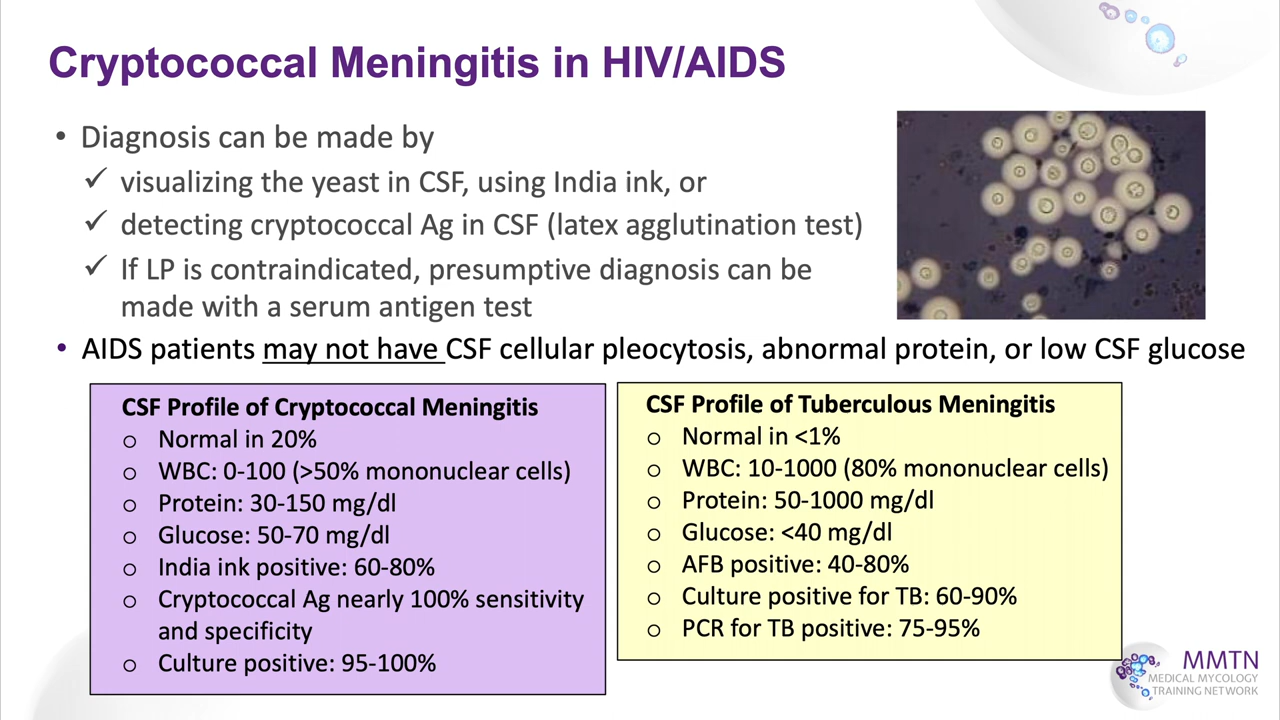 Cryptococcal Meningitis in HIV/AIDS
• Diagnosis can be made by
✓ visualizing the yeast in CSF, using India ink, or
✓ detecting cryptococcal Ag in CSF (latex agglutination test)
✓ If LP is contraindicated, presumptive diagnosis can be
made with a serum antigen test
• AIDS patients may not have CSF cellular pleocytosis, abnormal protein, or low CSF glucose
CSF Profile of Cryptococcal Meningitis
o Normal in 20%
o WBC: 0-100 (>50% mononuclear cells)
o Protein: 30-150 mg/dl
o Glucose: 50-70 mg/dl
o India ink positive: 60-80%
o Cryptococcal Ag nearly 100% sensitivity
and specificity
o Culture positive: 95-100%
CSF Profile of Tuberculous Meningitis
o Normal in <1%
o WBC: 10-1000 (80% mononuclear cells)
o Protein: 50-1000 mg/dl
o Glucose: <40 mg/dl
o AFB positive: 40-80%
o Culture positive for TB: 60-90%
o PCR for TB positive: 75-95%
MMTN
MEDICAL MYCOLOGY
TRAINING NETWORK